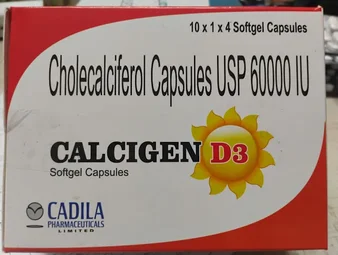 10 x 1 x 4 Softgel Capsules
Cholecalciferol Capsules USP 60000 IU
CALCIGEN D3
Softgel Capsules
CADILA
PHARMACEUTICALS
LIMITED